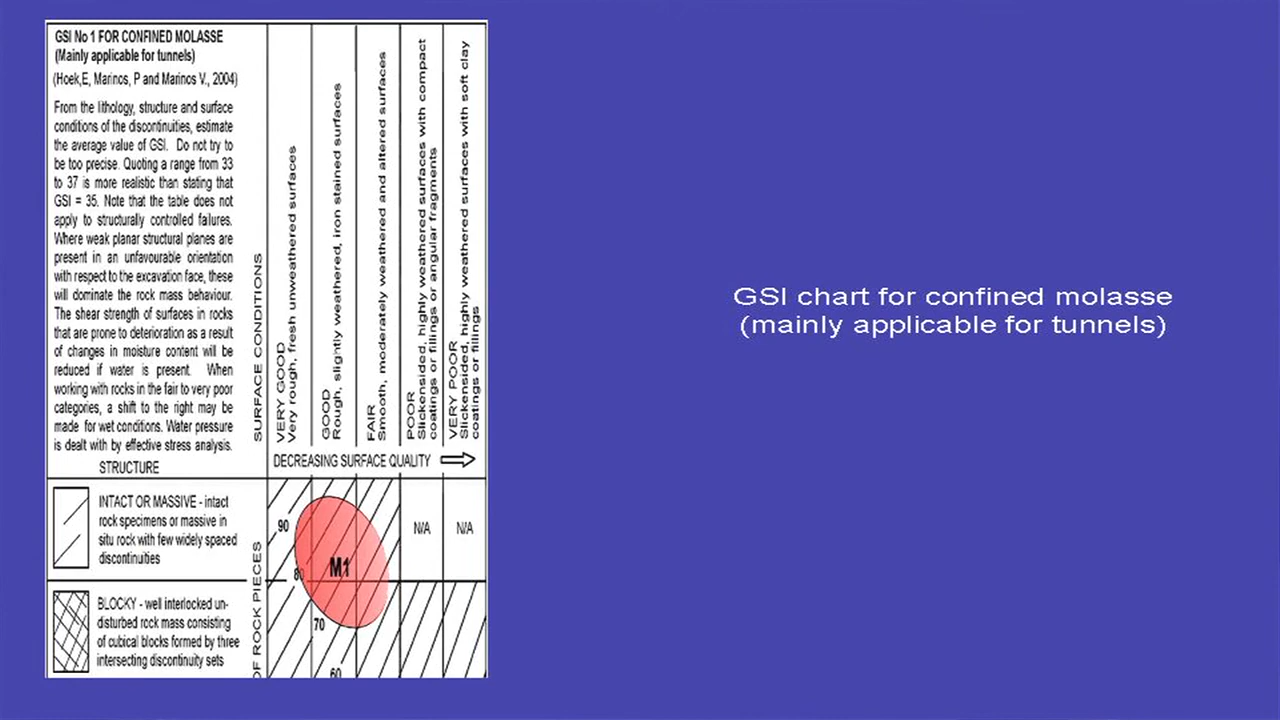 GSI No 1 FOR CONFINED MOLASSE
(Mainly applicable for tunnels)
(Hoek,E, Marinos, P and Marinos V., 2004)
From the lithology, structure and surface
conditions of the discontinuities, estimate
the average value of GSI. Do not try to
be too precise. Quoting a range from 33
to 37 is more realistic than stating that
GSI = 35. Note that the table does not
apply to structurally controlled failures.
Where weak planar structural planes are
present in an unfavourable orientation
with respect to the excavation face, these
will dominate the rock mass behaviour.
The shear strength of surfaces in rocks
that are prone to deterioration as a result
of changes in moisture content will be
reduced if water is present. When
working with rocks in the fair to very poor
categories, a shift to the right may be
made for wet conditions. Water pressure
is dealt with by effective stress analysis.
STRUCTURE
SURFACE CONDITIONS
VERY GOOD
Very rough, fresh unweathered surfaces
GOOD
Rough, slightly weathered, iron stained surfaces
FAIR
Smooth, moderately weathered and altered surfaces
POOR
Slickensided, highly weathered surfaces with compact
coatings or fillings or angular fragments
VERY POOR
Slickensided, highly weathered surfaces with soft clay
coatings or fillings
DECREASING SURFACE QUALITY
INTACT OR MASSIVE - intact
rock specimens or massive in
situ rock with few widely spaced
discontinuities
BLOCKY - well interlocked un-
disturbed rock mass consisting
of cubical blocks formed by three
intersecting discontinuity sets
OF ROCK PIECES
90
80
M1
70
60
N/A
N/A
GSI chart for confined molasse
(mainly applicable for tunnels)